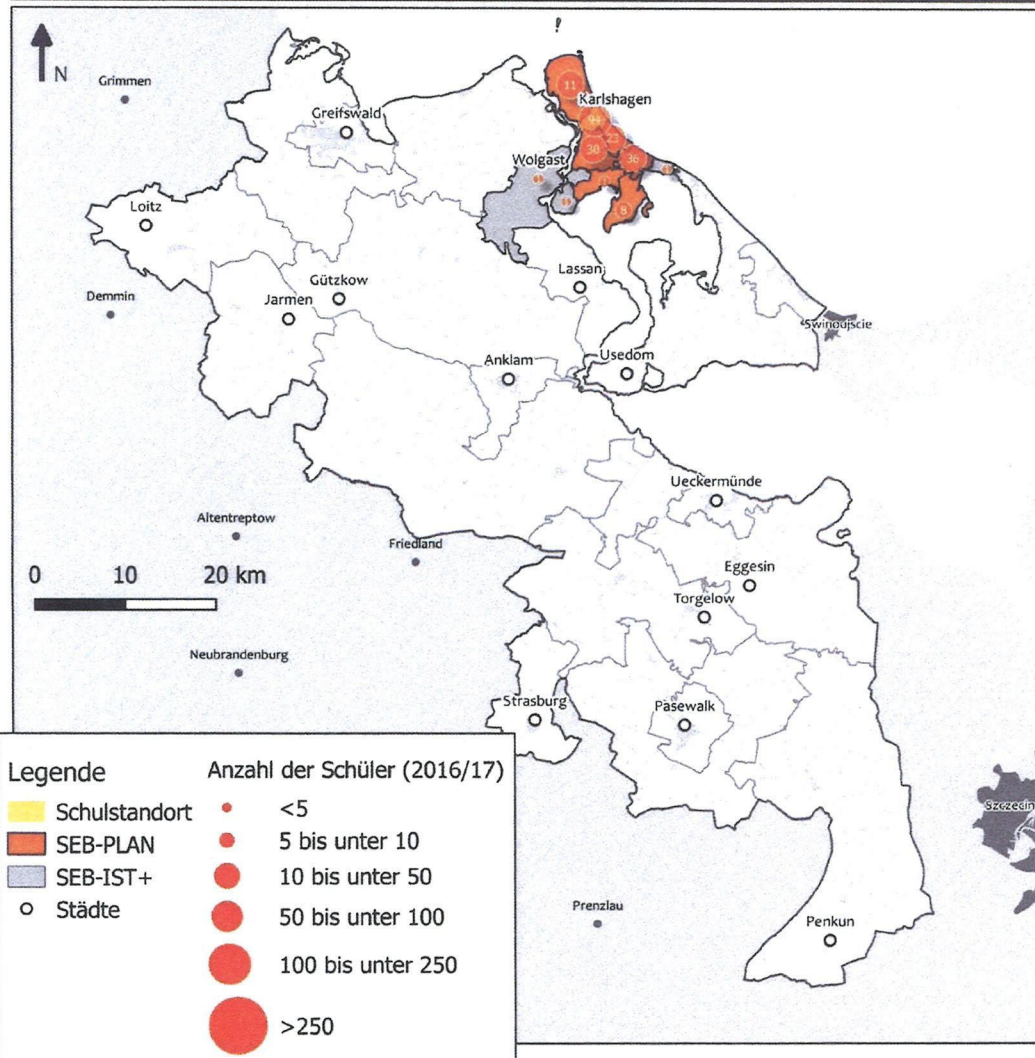 N
Grimmen
Greifswald
11
Karlshagen
94
23
30
36
Wolgast
8
Loitz
Lassan
Gützkow
Demmin
Jarmen
Swinoujscie
Anklam
Usedom
Ueckermünde
Altentreptow
Friedland
0 10 20 km
Eggesin
Torgelow
Neubrandenburg
Strasburg
Pasewalk
Szczecin
Prenzlau
Penkun
Legende
Schulstandort
SEB-PLAN
SEB-IST+
Städte
Anzahl der Schüler (2016/17)
<5
5 bis unter 10
10 bis unter 50
50 bis unter 100
100 bis unter 250
>250